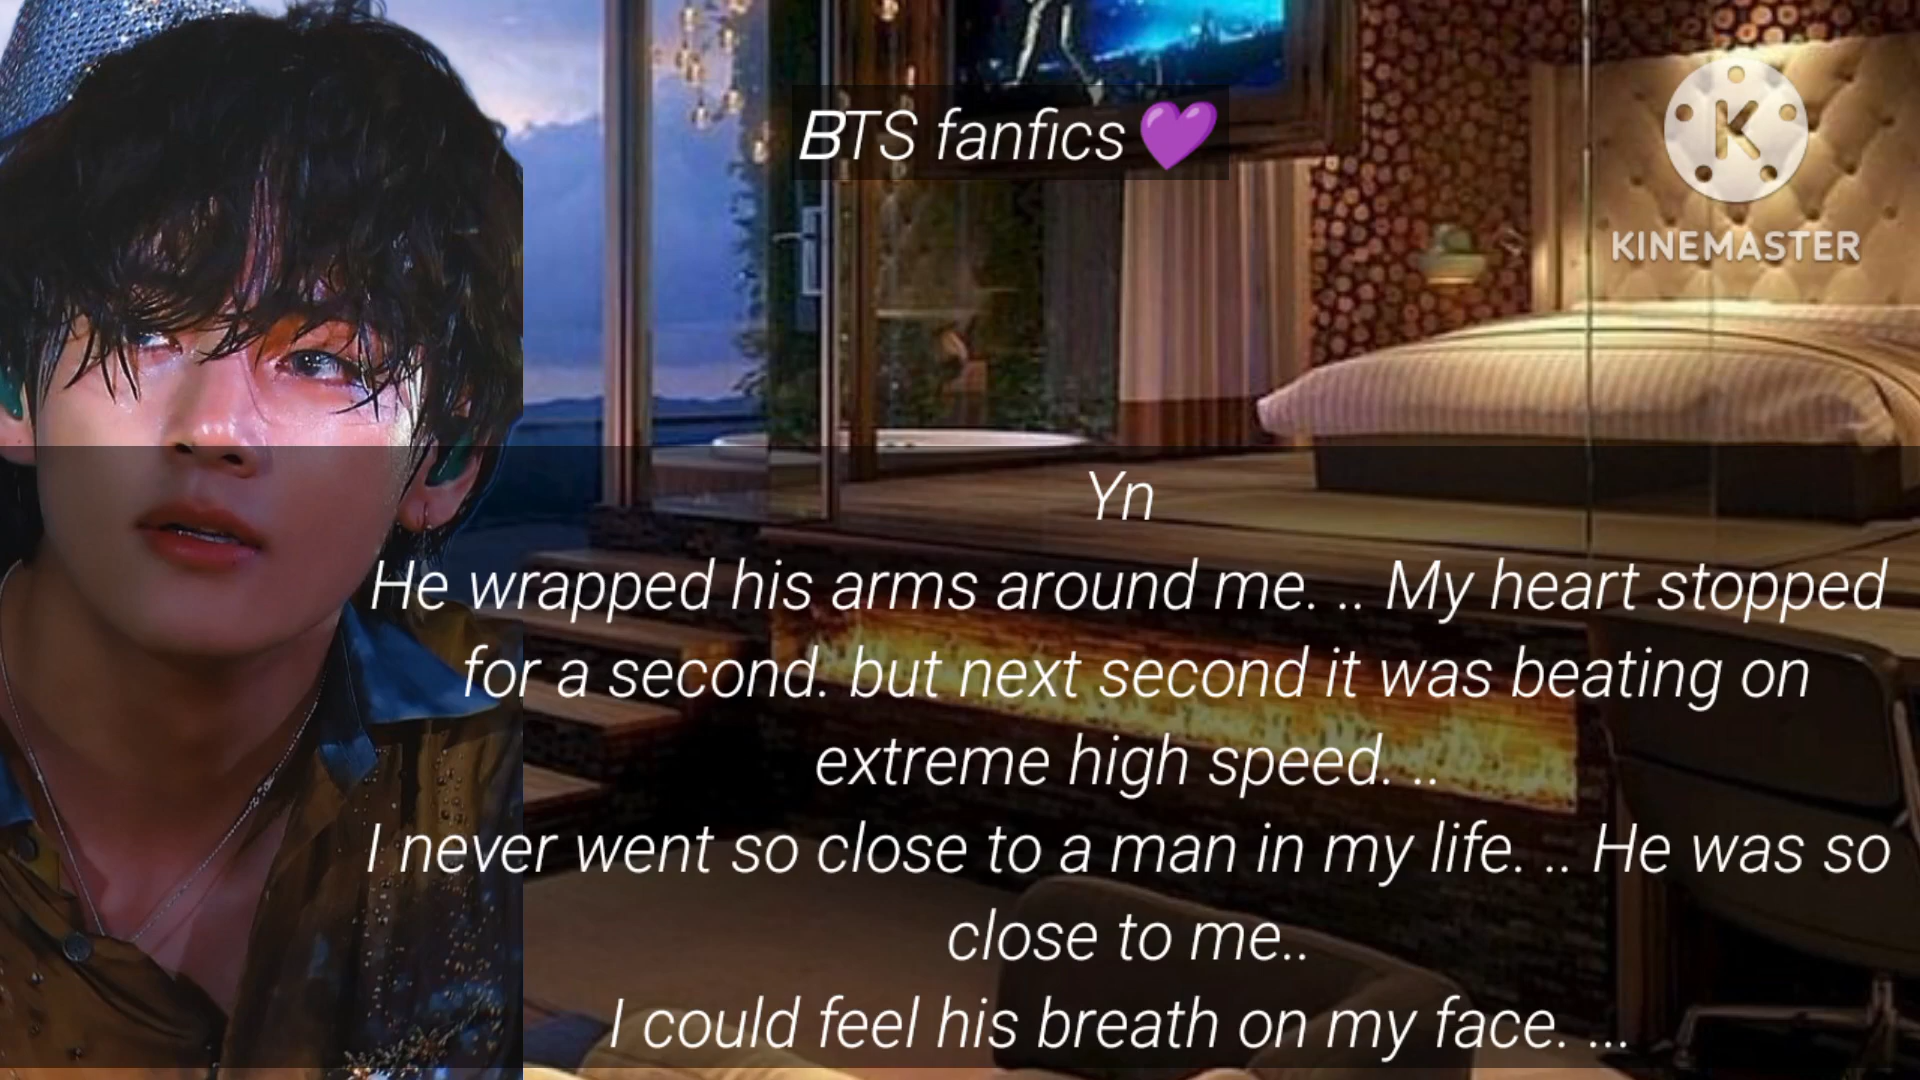 BTS fanfics 💜
KINEMASTER
Yn
He wrapped his arms around me. .. My heart stopped
for a second. but next second it was beating on
extreme high speed. ..
I never went so close to a man in my life. .. He was so
close to me..
I could feel his breath on my face. ...